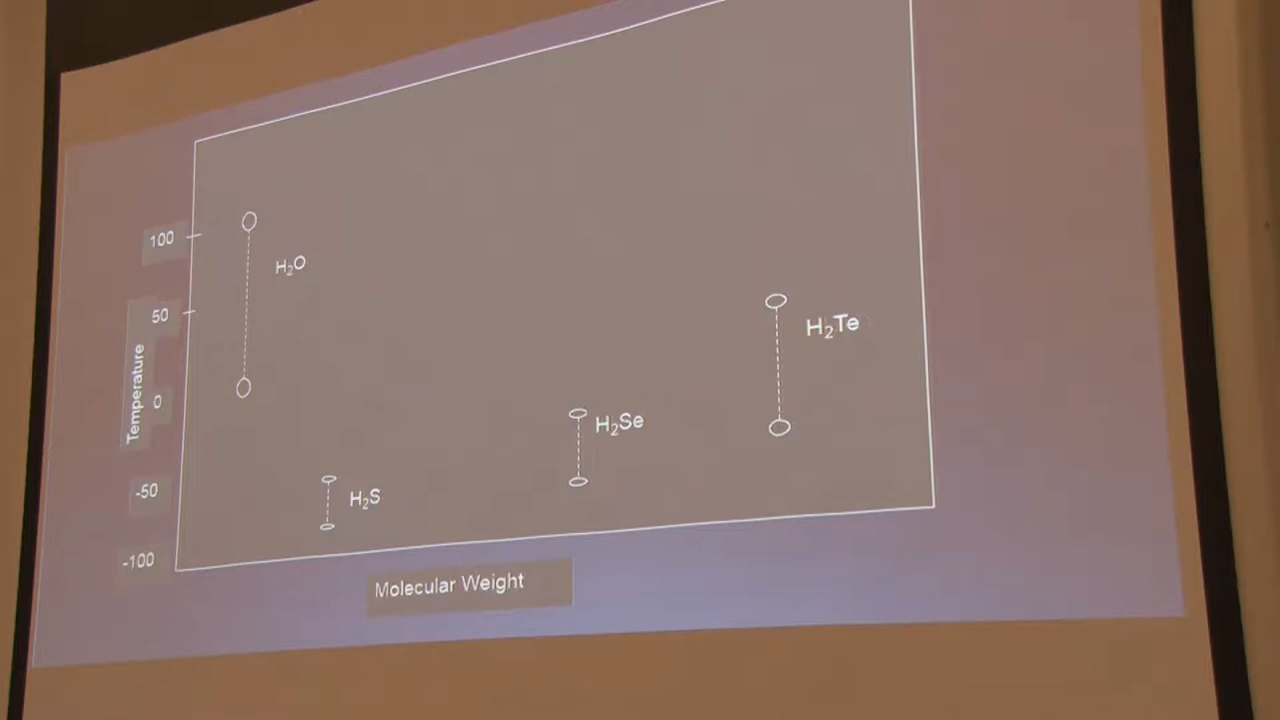 100
H₂O
50
H₂Te
Temperature
0
H₂Se
-50
H₂S
-100
Molecular Weight